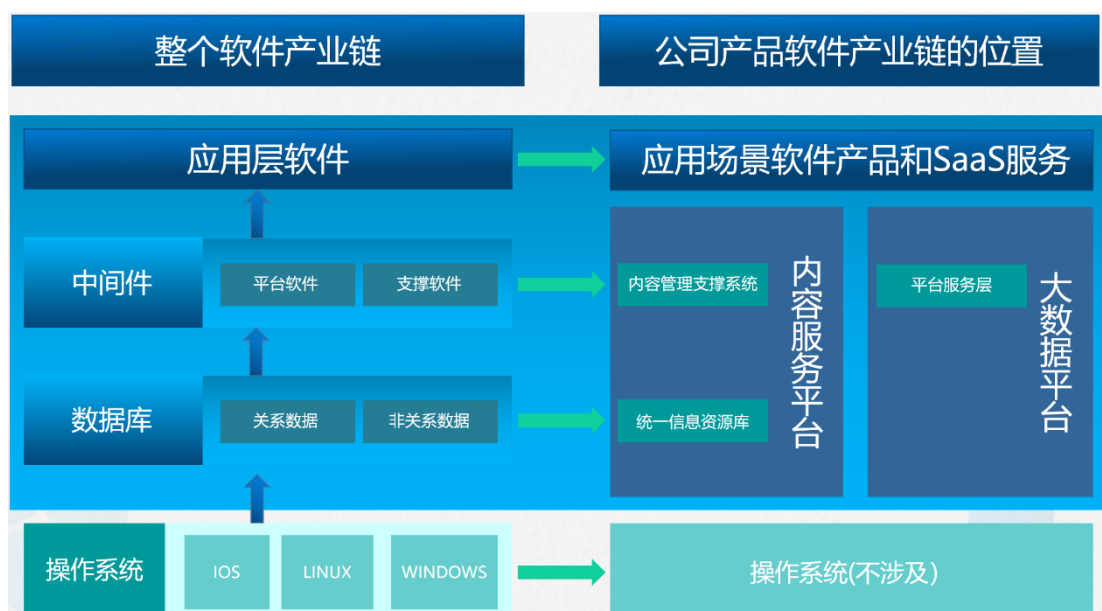 整个软件产业链
公司产品软件产业链的位置
应用层软件
应用场景软件产品和SaaS服务
中间件
平台软件
支撑软件
内容管理支撑系统
内容服务平台
平台服务层
大数据平台
数据库
关系数据
非关系数据
统一信息资源库
操作系统
IOS
LINUX
WINDOWS
操作系统(不涉及）